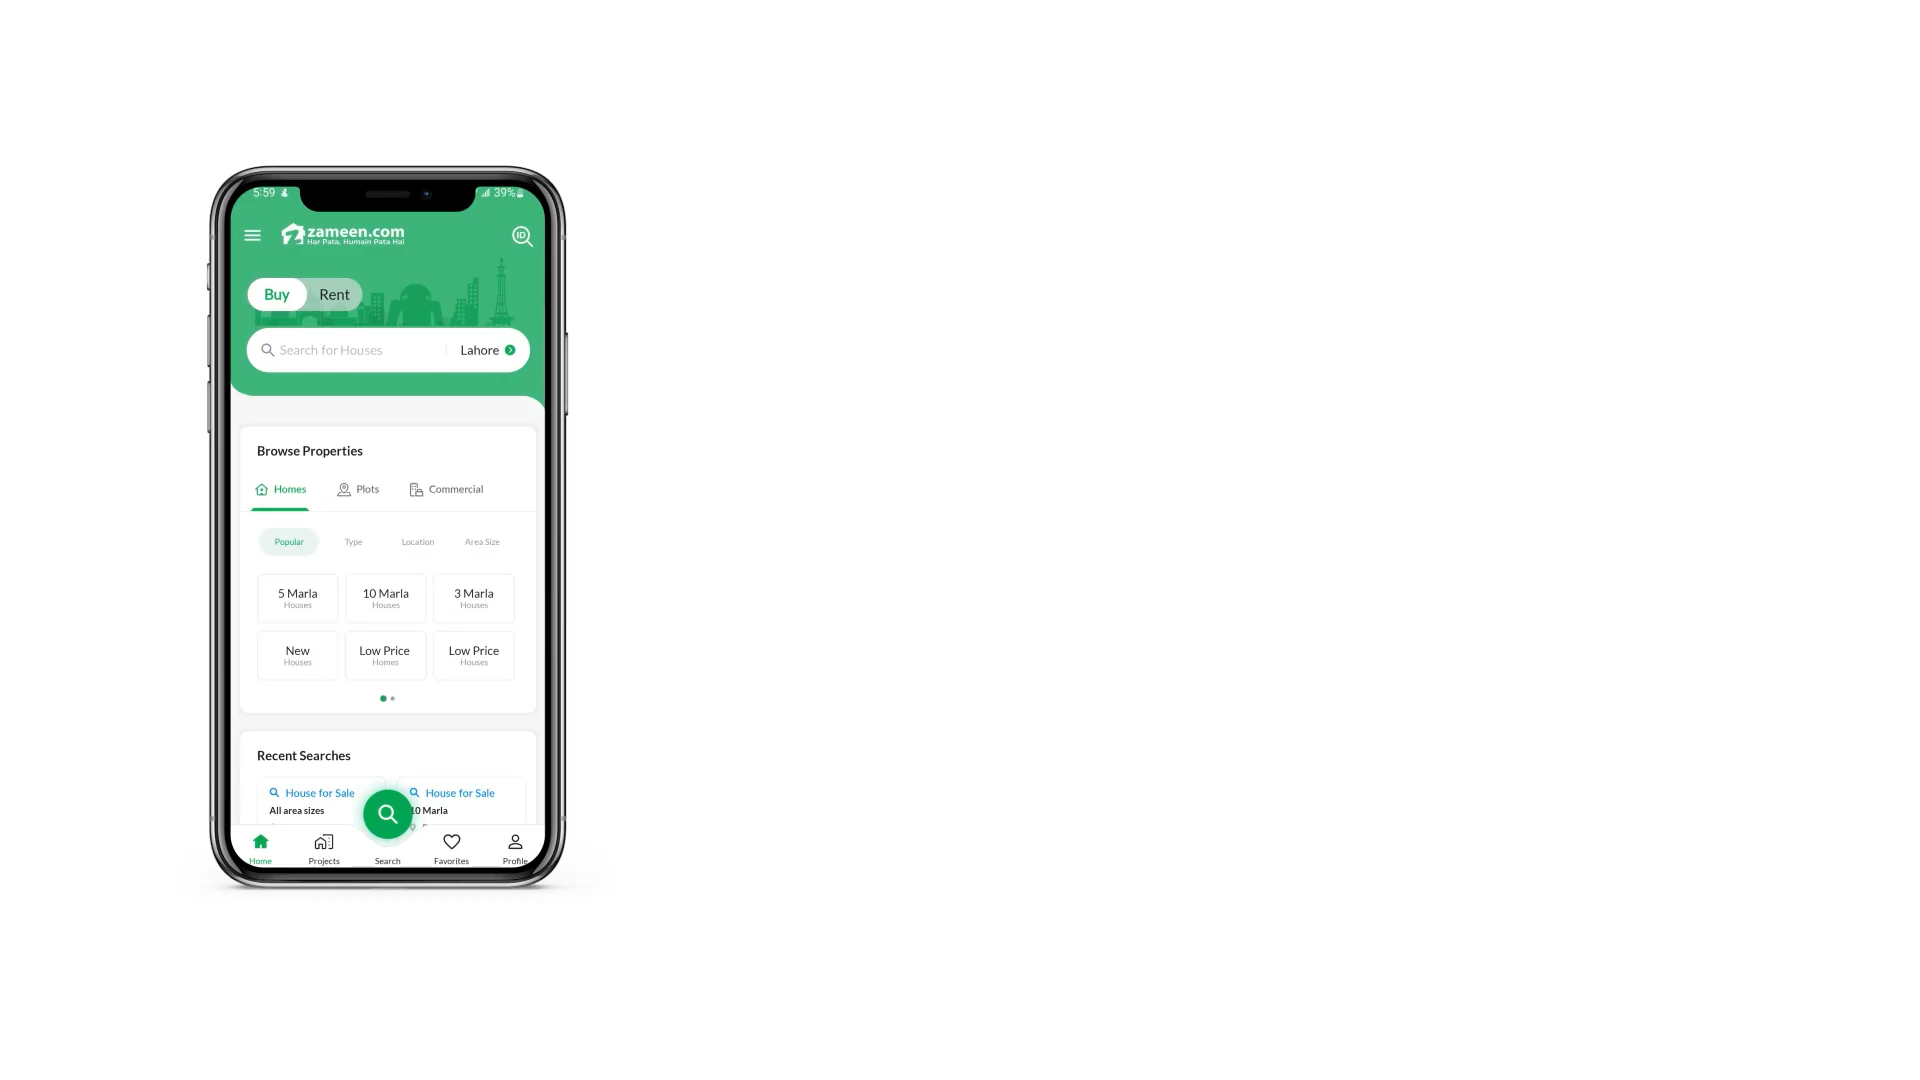 5:59
39%
zameen.com
Har Pata, Humain Pata Hai
ID
Buy
Rent
Search for Houses
Lahore
Browse Properties
Homes
Plots
Commercial
Popular
Type
Location
Area Size
5 Marla
Houses
10 Marla
Houses
3 Marla
Houses
New
Houses
Low Price
Homes
Low Price
Houses
Recent Searches
House for Sale
All area sizes
House for Sale
10 Marla
Home
Projects
Search
Favorites
Profile